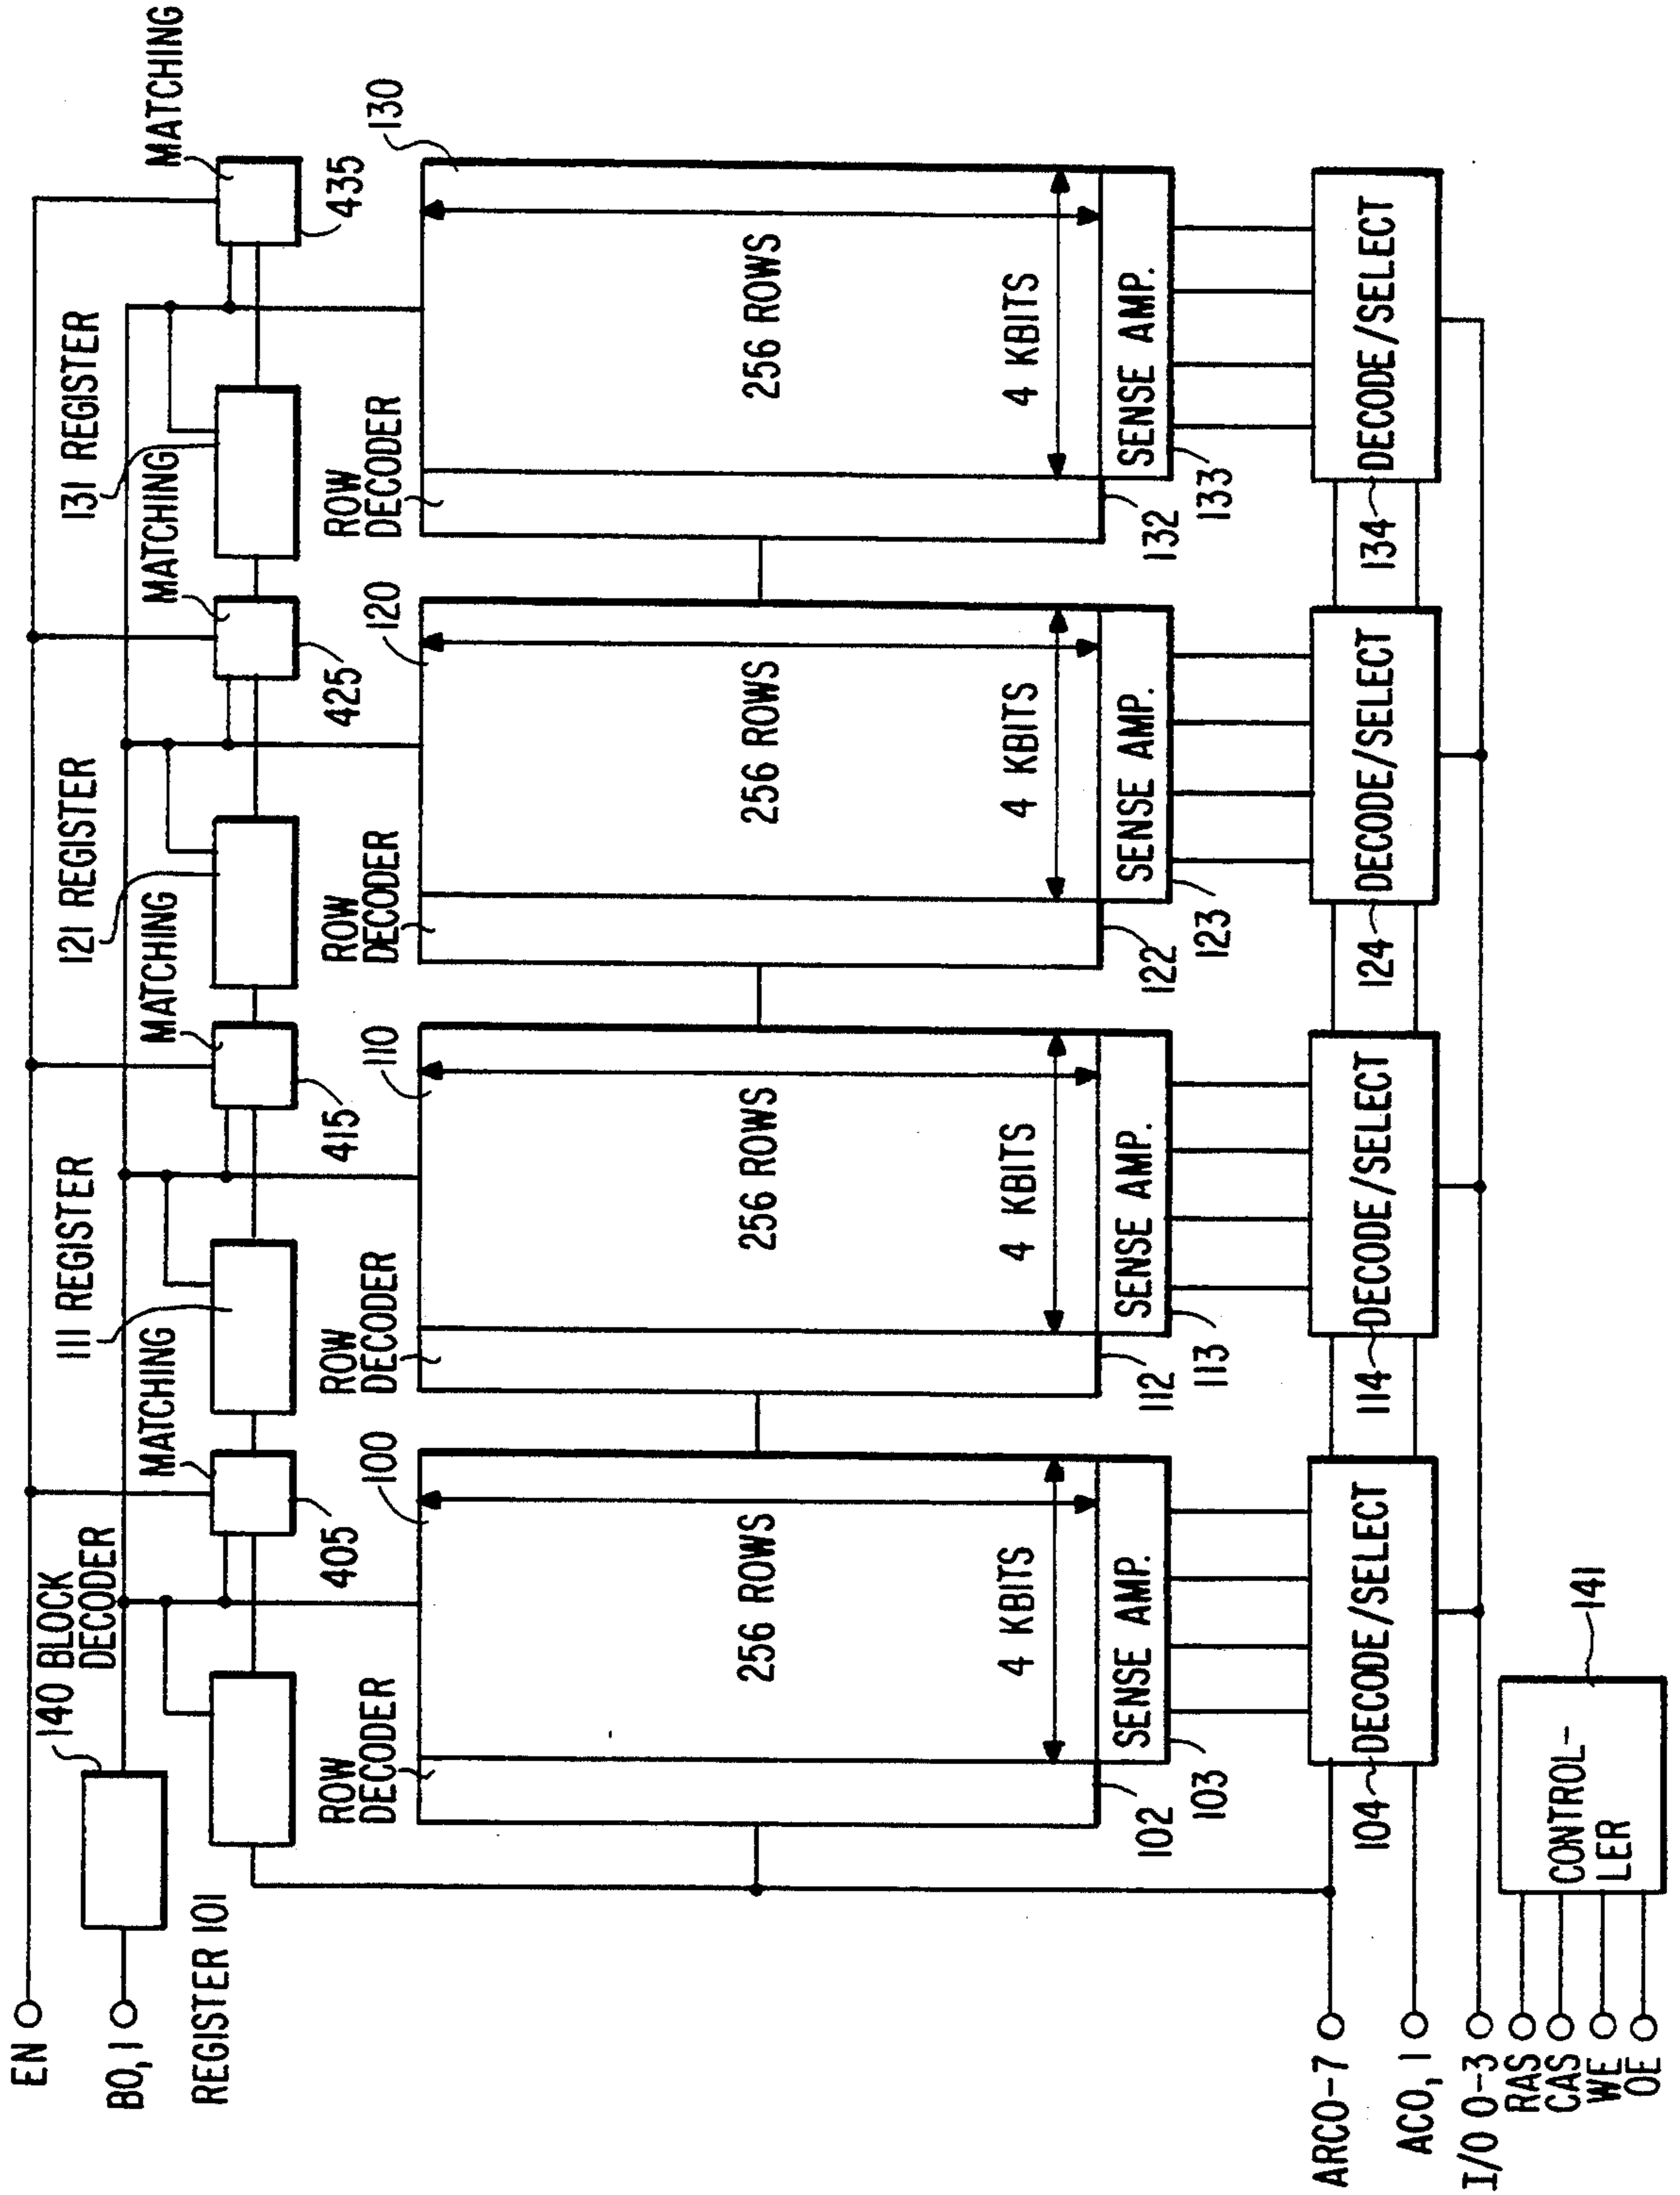 EN
B0, 1
140 BLOCK
DECODER
REGISTER 101
111 REGISTER
121 REGISTER
131 REGISTER
MATCHING
MATCHING
MATCHING
MATCHING
405
415
425
435
ROW
DECODER
100
ROW
DECODER
110
ROW
DECODER
120
ROW
DECODER
130
256 ROWS
256 ROWS
256 ROWS
256 ROWS
4 KBITS
4 KBITS
4 KBITS
4 KBITS
SENSE AMP.
SENSE AMP.
SENSE AMP.
SENSE AMP.
102
103
112
113
122
123
132
133
104
DECODE/SELECT
114
DECODE/SELECT
124
DECODE/SELECT
134
DECODE/SELECT
ARC0-7
AC0, 1
I/O 0-3
RAS
CAS
WE
OE
CONTROL-
LER
141